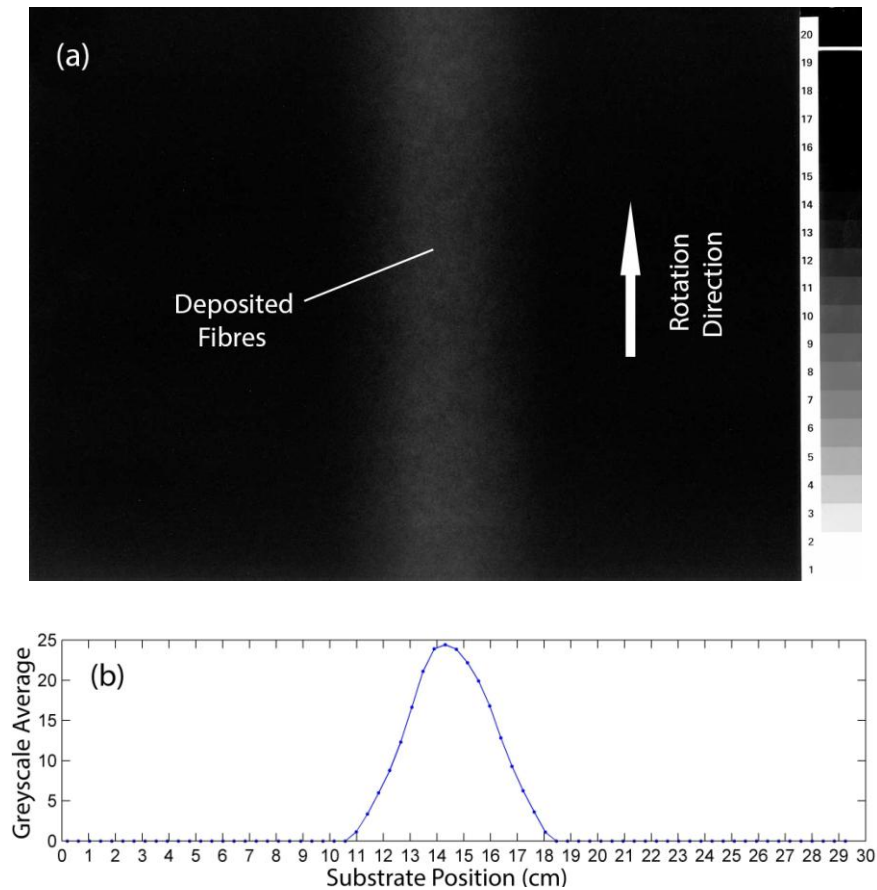 (a)
Deposited
Fibres
Rotation
Direction
20
19
18
17
16
15
14
13
12
11
10
9
8
7
6
5
4
3
2
1
(b)
Greyscale Average
25
20
15
10
5
0
0 1 2 3 4 5 6 7 8 9 10 11 12 13 14 15 16 17 18 19 20 21 22 23 24 25 26 27 28 29 30
Substrate Position (cm)